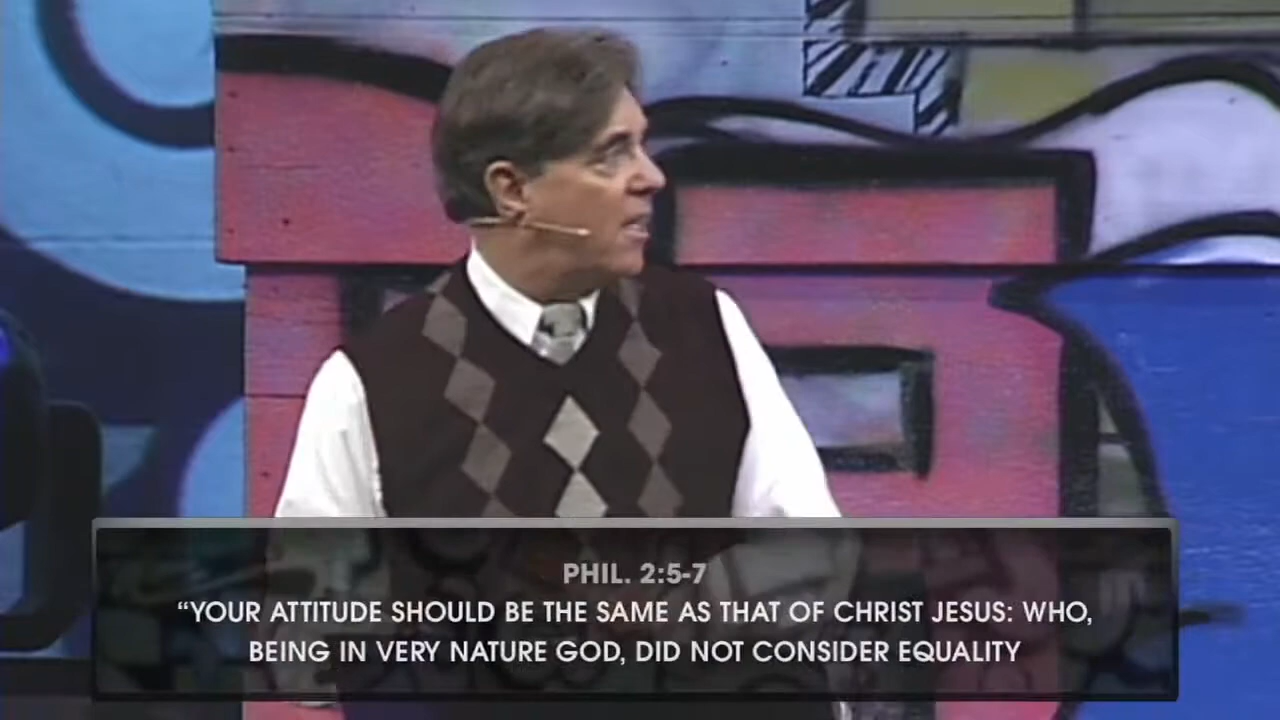 PHIL. 2:5-7
“YOUR ATTITUDE SHOULD BE THE SAME AS THAT OF CHRIST JESUS: WHO,
BEING IN VERY NATURE GOD, DID NOT CONSIDER EQUALITY